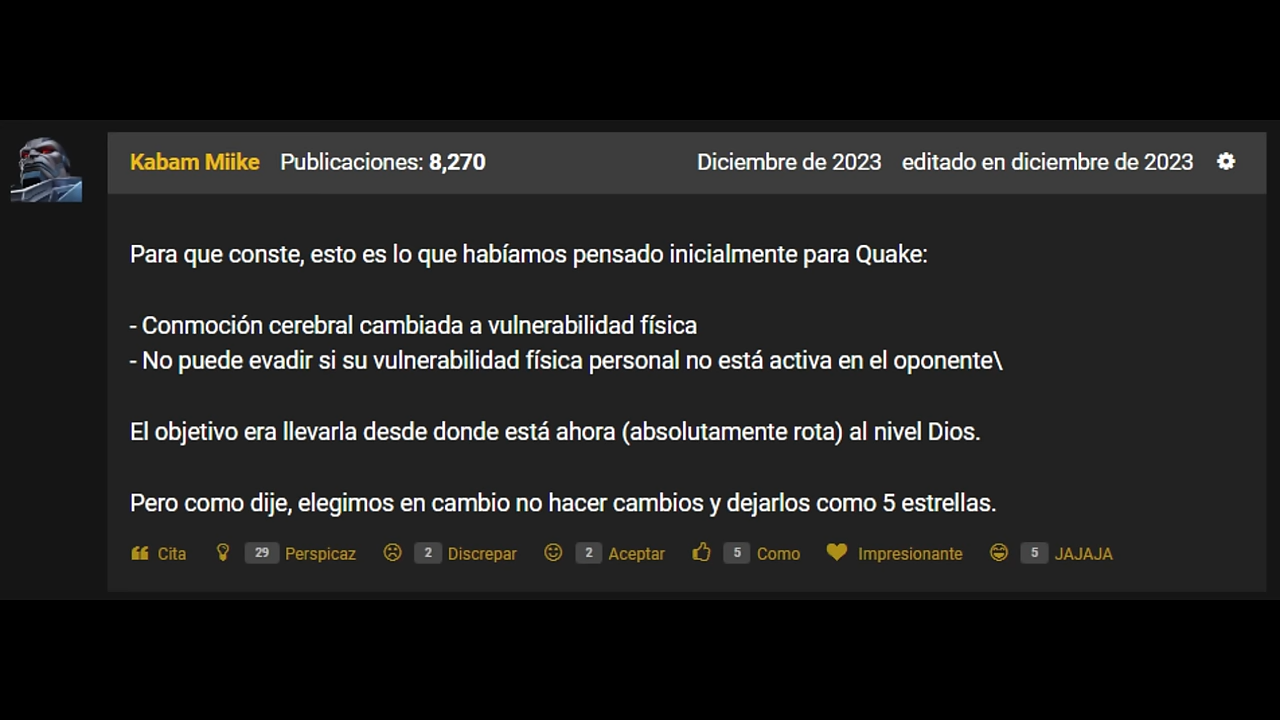 Kabam Miike Publicaciones: 8,270 Diciembre de 2023 editado en diciembre de 2023
Para que conste, esto es lo que habíamos pensado inicialmente para Quake:
- Conmoción cerebral cambiada a vulnerabilidad física
- No puede evadir si su vulnerabilidad física personal no está activa en el oponente\
El objetivo era llevarla desde donde está ahora (absolutamente rota) al nivel Dios.
Pero como dije, elegimos en cambio no hacer cambios y dejarlos como 5 estrellas.
Cita 29 Perspicaz 2 Discrepar 2 Aceptar 5 Como Impresionante 5 JAJAJA